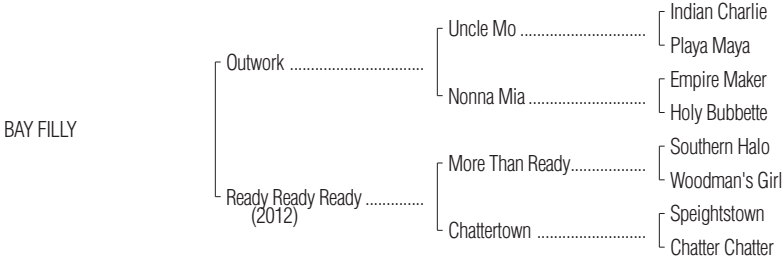 Indian Charlie
Uncle Mo ..............................
Playa Maya
Outwork ................................
Empire Maker
Nonna Mia ............................
Holy Bubbette
BAY FILLY
Southern Halo
More Than Ready..................
Woodman's Girl
Ready Ready Ready ..............
(2012)
Speightstown
Chattertown ..........................
Chatter Chatter